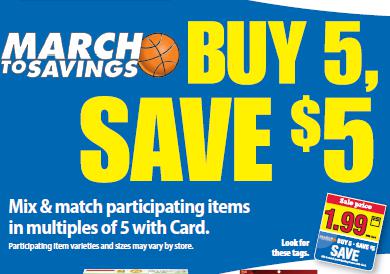 MARCH
TO SAVINGS
BUY 5,
SAVE $5
Mix & match participating items
in multiples of 5 with Card.
Participating item varieties and sizes may vary by store.
Look for
these tags.
Sale price
1.99
BUY 5 - SAVE $5
SAVE